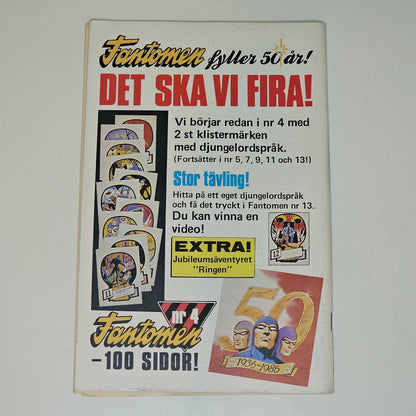 Fantomen fyller 50 år!
DET SKA VI FIRA!
Vi börjar redan i nr 4 med
2 st klistermärken
med djungelordspråk.
(Fortsätter i nr 5, 7, 9, 11 och 13!)
Stor tävling!
Hitta på ett eget djungelordspråk
och få det tryckt i Fantomen nr 13.
Du kan vinna en
video!
EXTRA!
Jubileumsäventyret
"Ringen"
12
11
7
nr 4
Fantomen
–100 SIDOR!
50
1936-1986